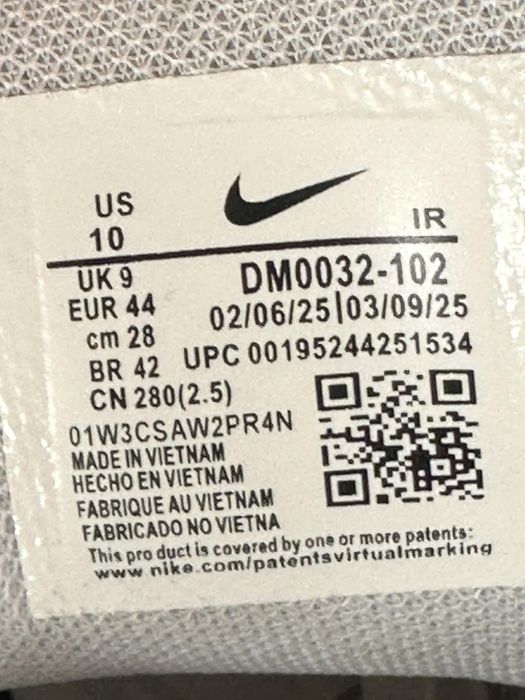 US
10
IR
UK 9
DM0032-102
EUR 44
02/06/25|03/09/25
cm 28
UPC 00195244251534
BR 42
CN 280(2.5)
01W3CSAW2PR4N
MADE IN VIETNAM
HECHO EN VIETNAM
FABRIQUE AU VIETNAM
FABRICADO NO VIETNA
This pro duct is covered by one or more patents:
www.nike.com/patentsvirtualmarking